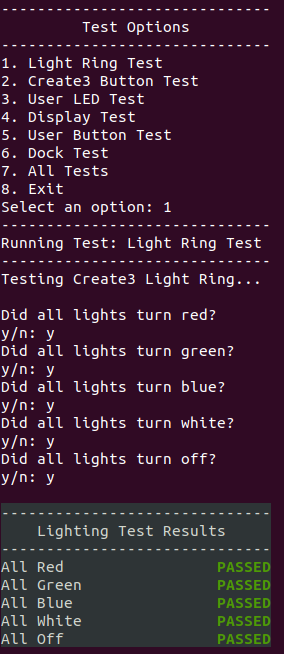 ------------------------------
         Test Options
------------------------------
1. Light Ring Test
2. Create3 Button Test
3. User LED Test
4. Display Test
5. User Button Test
6. Dock Test
7. All Tests
8. Exit
Select an option: 1
------------------------------
Running Test: Light Ring Test
------------------------------
Testing Create3 Light Ring...

Did all lights turn red?
y/n: y
Did all lights turn green?
y/n: y
Did all lights turn blue?
y/n: y
Did all lights turn white?
y/n: y
Did all lights turn off?
y/n: y

------------------------------
    Lighting Test Results
------------------------------
All Red                 PASSED
All Green               PASSED
All Blue                PASSED
All White               PASSED
All Off                 PASSED